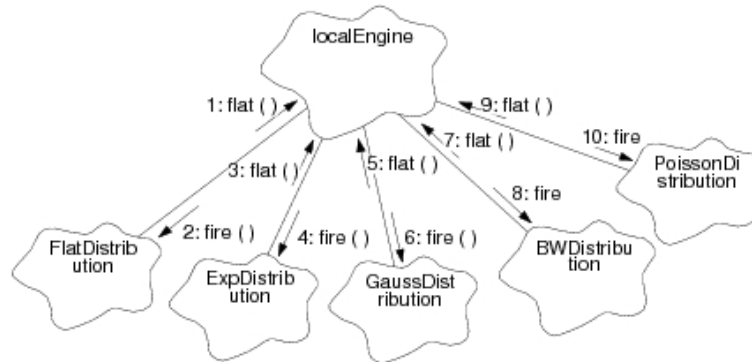 localEngine
1: flat ( )
9: flat ( )
7: flat ( )
10: fire
3: flat ( )
5: flat ( )
PoissonDi
stribution
8: fire
2: fire ( )
4: fire ( )
6: fire ( )
FlatDistrib
ution
BWDistribu
tion
ExpDistrib
ution
GaussDist
ribution